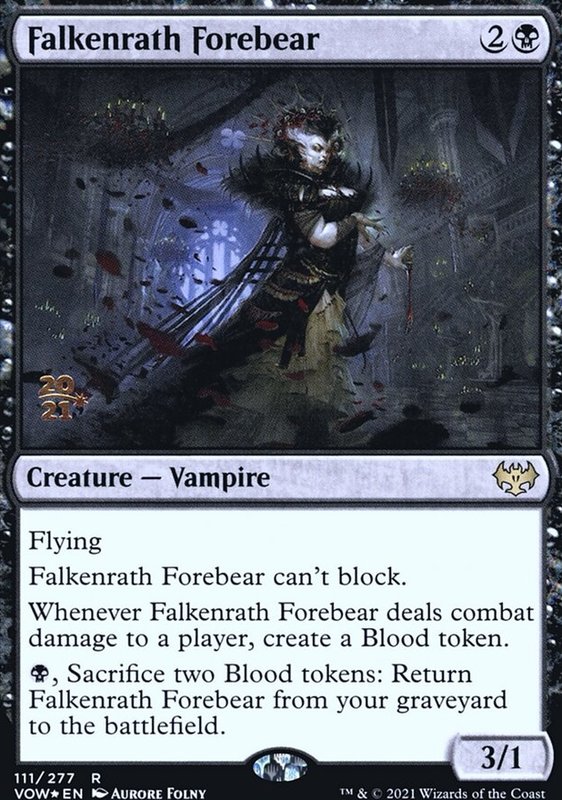 Falkenrath Forebear 2
20
21
Creature — Vampire
Flying
Falkenrath Forebear can't block.
Whenever Falkenrath Forebear deals combat
damage to a player, create a Blood token.
, Sacrifice two Blood tokens: Return
Falkenrath Forebear from your graveyard
to the battlefield.
3/1
111/277 R
VOW★EN Aurore Folny
™ & © 2021 Wizards of the Coast